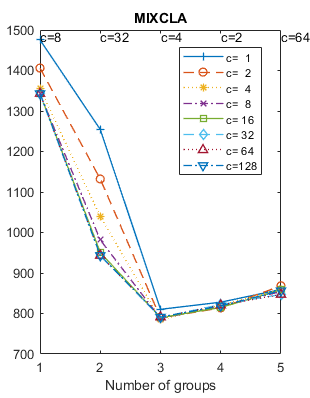 MIXCLA
1500
c=8
c=32
c=4
c=2
c=64
1400
1300
1200
1100
1000
900
800
700
c= 1
c= 2
c= 4
c= 8
c= 16
c= 32
c= 64
c=128
1
2
3
4
5
Number of groups